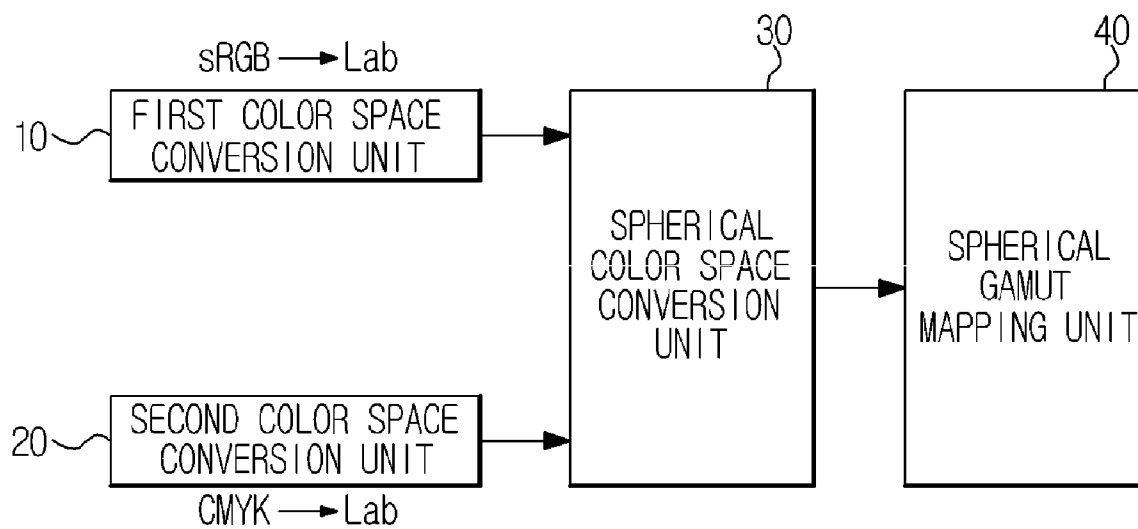 30
40
sRGB → Lab
10
FIRST COLOR SPACE
CONVERSION UNIT
SPHERICAL
COLOR SPACE
CONVERSION
UNIT
SPHERICAL
GAMUT
MAPPING UNIT
20
SECOND COLOR SPACE
CONVERSION UNIT
CMYK → Lab